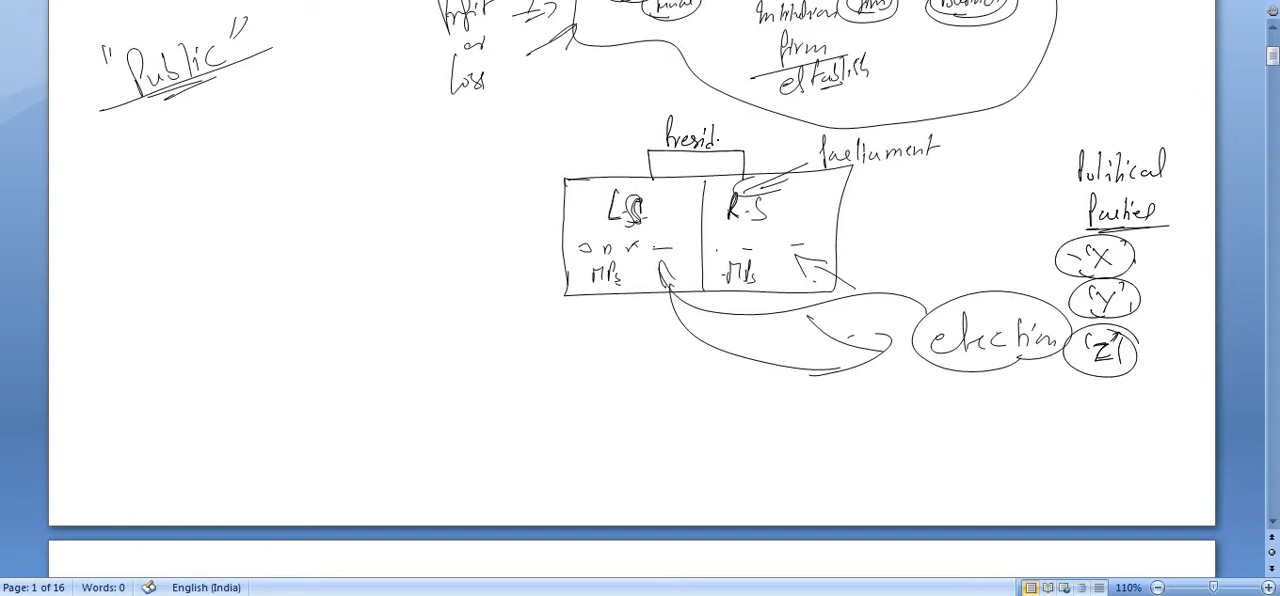 Profit
or
Loss
"Public"
firm
establish
Presid.
Parliament
L.S
R.S
MPs
MPs
Political
Parties
"X"
"Y"
"Z"
election
Page: 1 of 16 Words: 0 English (India) 110%